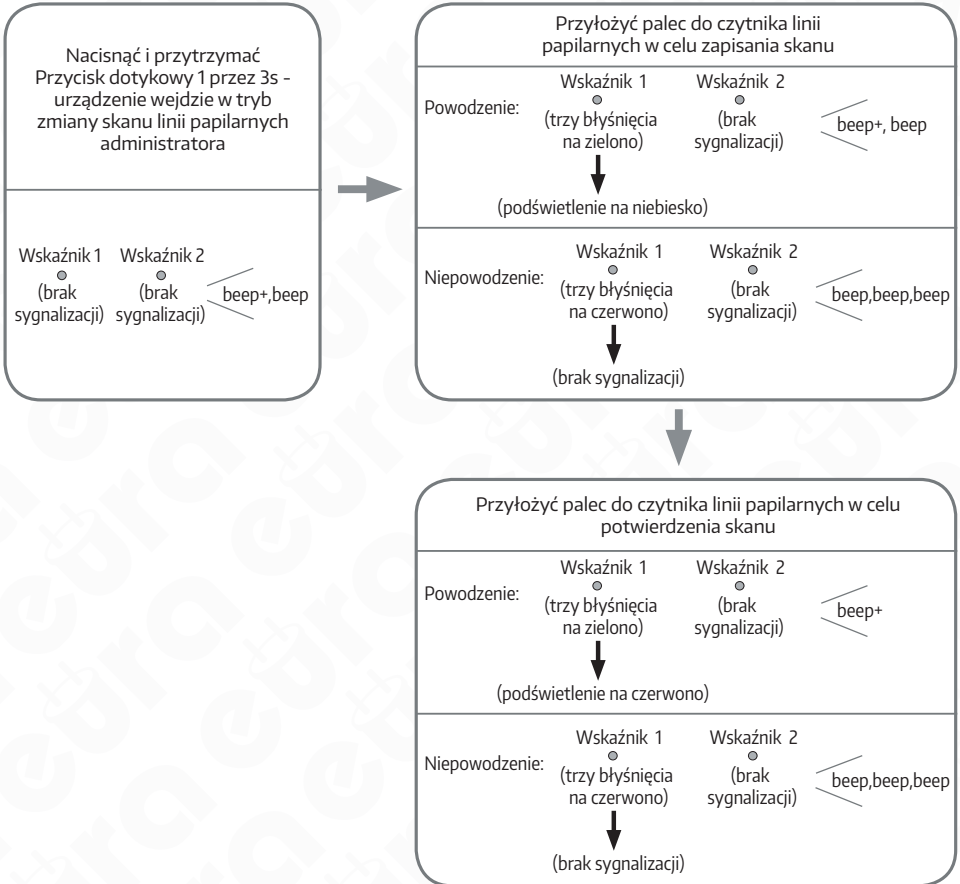 Nacisnąć i przytrzymać
Przycisk dotykowy 1 przez 3s -
urządzenie wejdzie w tryb
zmiany skanu linii papilarnych
administratora
Wskaźnik 1 Wskaźnik 2
(brak
sygnalizacji)
(brak
sygnalizacji)
beep+,beep
Przyłożyć palec do czytnika linii
papilarnych w celu zapisania skanu
Powodzenie:
Wskaźnik 1 Wskaźnik 2
(trzy błyśnięcia
na zielono)
(brak
sygnalizacji)
beep+, beep
(podświetlenie na niebiesko)
Niepowodzenie:
Wskaźnik 1 Wskaźnik 2
(trzy błyśnięcia
na czerwono)
(brak
sygnalizacji)
beep,beep,beep
(brak sygnalizacji)
Przyłożyć palec do czytnika linii papilarnych w celu
potwierdzenia skanu
Powodzenie:
Wskaźnik 1 Wskaźnik 2
(trzy błyśnięcia
na zielono)
(brak
sygnalizacji)
beep+
(podświetlenie na czerwono)
Niepowodzenie:
Wskaźnik 1 Wskaźnik 2
(trzy błyśnięcia
na czerwono)
(brak
sygnalizacji)
beep,beep,beep
(brak sygnalizacji)